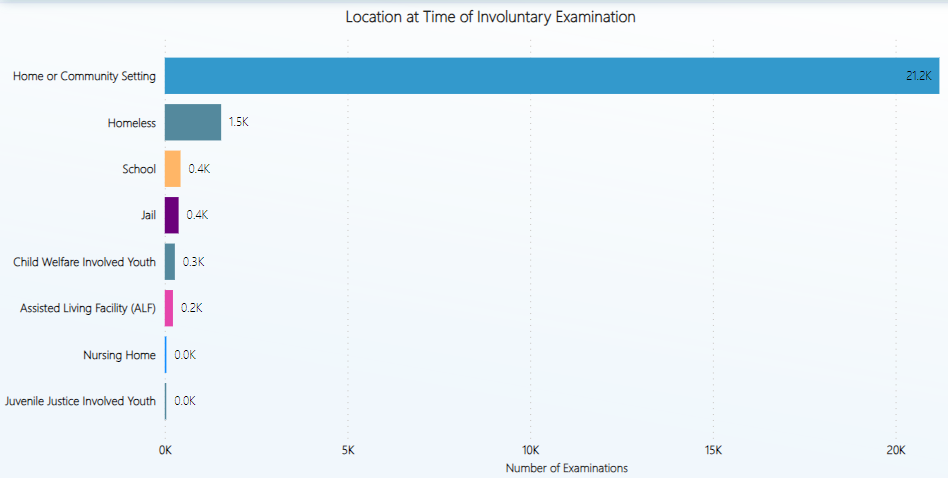 Location at Time of Involuntary Examination
Home or Community Setting 21.2K
Homeless 1.5K
School 0.4K
Jail 0.4K
Child Welfare Involved Youth 0.3K
Assisted Living Facility (ALF) 0.2K
Nursing Home 0.0K
Juvenile Justice Involved Youth 0.0K
0K 5K 10K 15K 20K
Number of Examinations